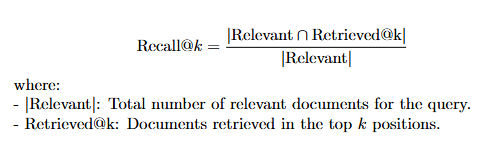 Recall@k = |Relevant ∩ Retrieved@k| / |Relevant|
where:
- |Relevant|: Total number of relevant documents for the query.
- Retrieved@k: Documents retrieved in the top k positions.